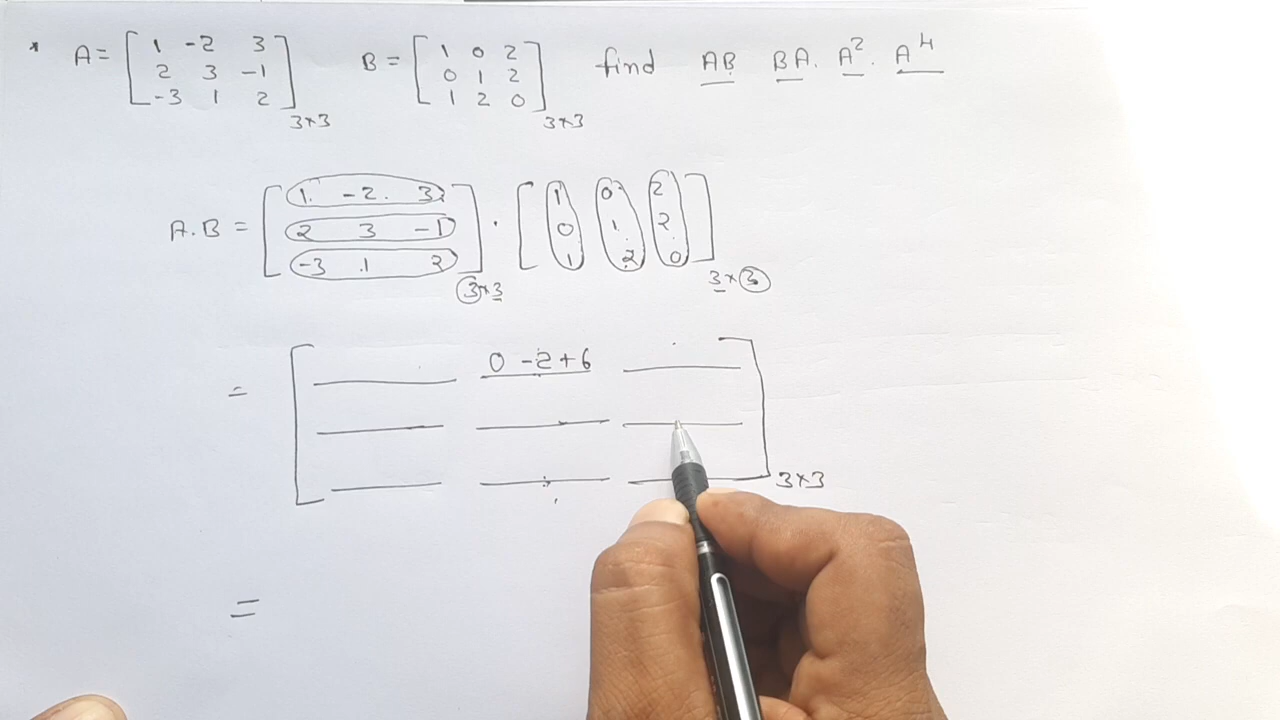 * A = [ 1 -2 3 B = [ 1 0 2 find AB BA. A². A⁴
2 3 -1 0 1 2
-3 1 2 ]3×3 1 2 0 ]3×3
A.B = [ 1. -2. 3 ] · [ 1 0 2 ]
2 3 -1 0 1. 2.
-3 .1 2 ]3×3 1 2 0 ]3×3
= [ 0 -2+6 ]
3×3
=